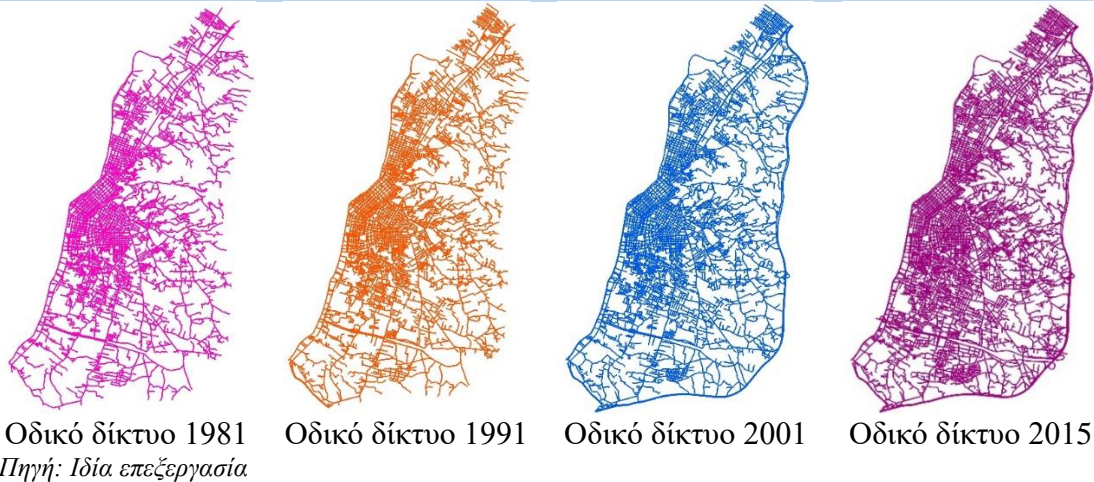 Οδικό δίκτυο 1981 Οδικό δίκτυο 1991 Οδικό δίκτυο 2001 Οδικό δίκτυο 2015
Πηγή: Ιδία επεξεργασία